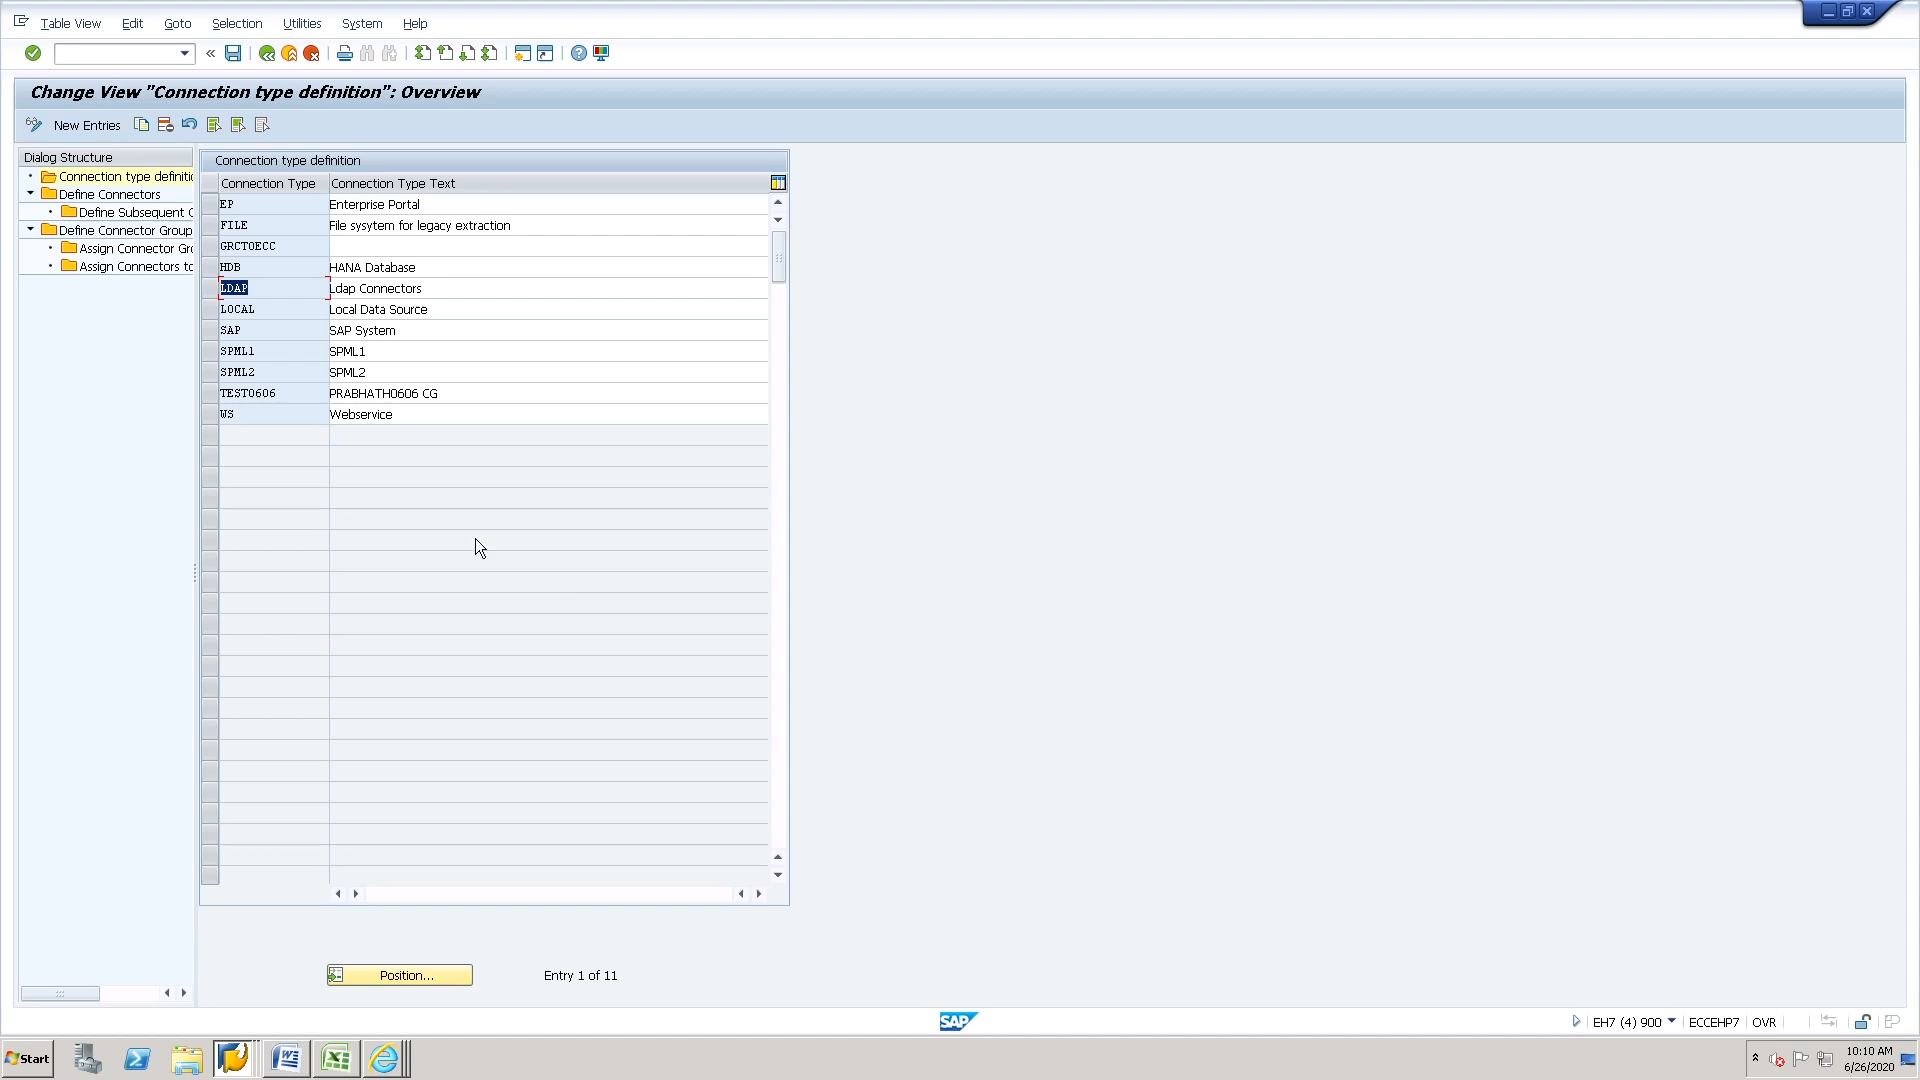 Table View Edit Goto Selection Utilities System Help
Change View "Connection type definition": Overview
New Entries
Dialog Structure
Connection type definitio
Define Connectors
Define Subsequent C
Define Connector Group
Assign Connector Gro
Assign Connectors to
Connection type definition
Connection Type Connection Type Text
EP Enterprise Portal
FILE File sysytem for legacy extraction
GRCTOECC
HDB HANA Database
LDAP Ldap Connectors
LOCAL Local Data Source
SAP SAP System
SPML1 SPML1
SPML2 SPML2
TEST0606 PRABHATH0606 CG
WS Webservice
Position... Entry 1 of 11
SAP EH7 (4) 900 ECCEHP7 OVR
Start 10:10 AM
6/26/2020